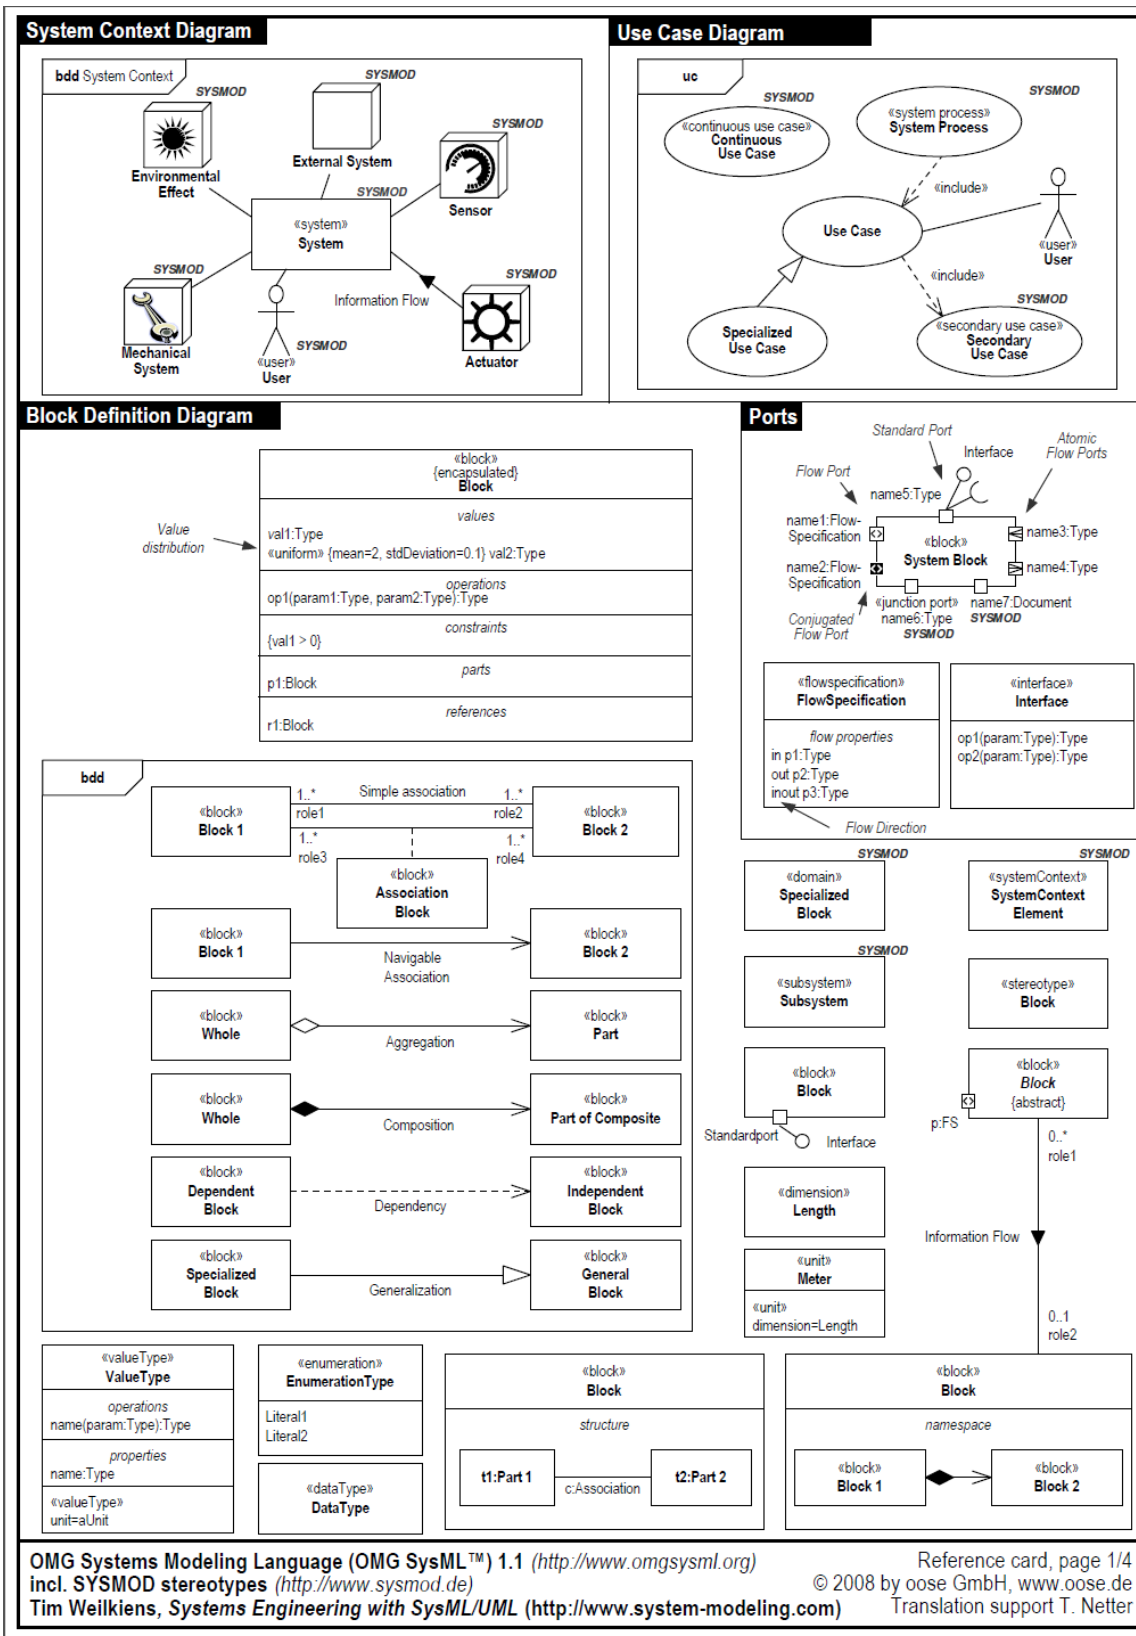 System Context Diagram
bdd System Context
SYSMOD
SYSMOD
SYSMOD
Environmental
Effect
External System
Sensor
SYSMOD
«system»
System
SYSMOD
SYSMOD
SYSMOD
Information Flow
Mechanical
System
SYSMOD
«user»
User
Actuator
Use Case Diagram
uc
SYSMOD
SYSMOD
«continuous use case»
Continuous
Use Case
«system process»
System Process
«include»
Use Case
«user»
User
«include»
SYSMOD
Specialized
Use Case
«secondary use case»
Secondary
Use Case
Block Definition Diagram
«block»
{encapsulated}
Block
values
val1:Type
«uniform» {mean=2, stdDeviation=0.1} val2:Type
Value
distribution
operations
op1(param1:Type, param2:Type):Type
constraints
{val1 > 0}
parts
p1:Block
references
r1:Block
Ports
Standard Port
Interface
Atomic
Flow Ports
Flow Port
name5:Type
name1:Flow-
Specification
«block»
System Block
name3:Type
name2:Flow-
Specification
name4:Type
Conjugated
Flow Port
«junction port»
name6:Type
SYSMOD
name7:Document
SYSMOD
«flowspecification»
FlowSpecification
flow properties
in p1:Type
out p2:Type
inout p3:Type
Flow Direction
«interface»
Interface
op1(param:Type):Type
op2(param:Type):Type
bdd
«block»
Block 1
1..*
role1
Simple association
1..*
role2
«block»
Block 2
1..*
role3
1..*
role4
«block»
Association
Block
«block»
Block 1
Navigable
Association
«block»
Block 2
«block»
Whole
Aggregation
«block»
Part
«block»
Whole
Composition
«block»
Part of Composite
«block»
Dependent
Block
Dependency
«block»
Independent
Block
«block»
Specialized
Block
Generalization
«block»
General
Block
SYSMOD
«domain»
Specialized
Block
SYSMOD
«systemContext»
SystemContext
Element
SYSMOD
«subsystem»
Subsystem
«stereotype»
Block
«block»
Block
Standardport
Interface
«block»
Block
{abstract}
p:FS
0..*
role1
«dimension»
Length
Information Flow
«unit»
Meter
«unit»
dimension=Length
0..1
role2
«valueType»
ValueType
operations
name(param:Type):Type
properties
name:Type
«valueType»
unit=aUnit
«enumeration»
EnumerationType
Literal1
Literal2
«dataType»
DataType
«block»
Block
structure
t1:Part 1
c:Association
t2:Part 2
«block»
Block
namespace
«block»
Block 1
«block»
Block 2
OMG Systems Modeling Language (OMG SysML™) 1.1 (http://www.omgsysml.org)
incl. SYSMOD stereotypes (http://www.sysmod.de)
Tim Weilkiens, Systems Engineering with SysML/UML (http://www.system-modeling.com)
Reference card, page 1/4
© 2008 by oose GmbH, www.oose.de
Translation support T. Netter